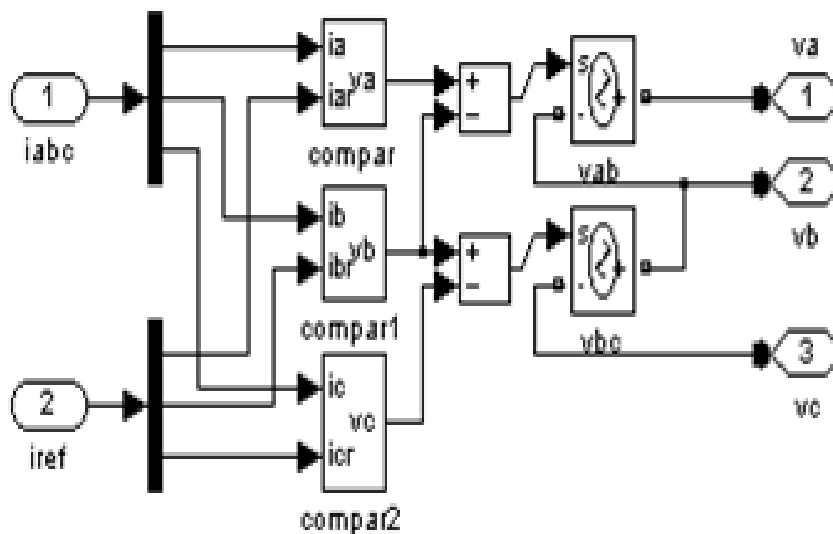 1
iabc
2
iref
ia
iar
va
compar
ib
ibr
vb
compar1
ic
icr
vc
compar2
+
−
+
−
s
-
+
vab
s
-
+
vbc
va
1
2
vb
3
vc